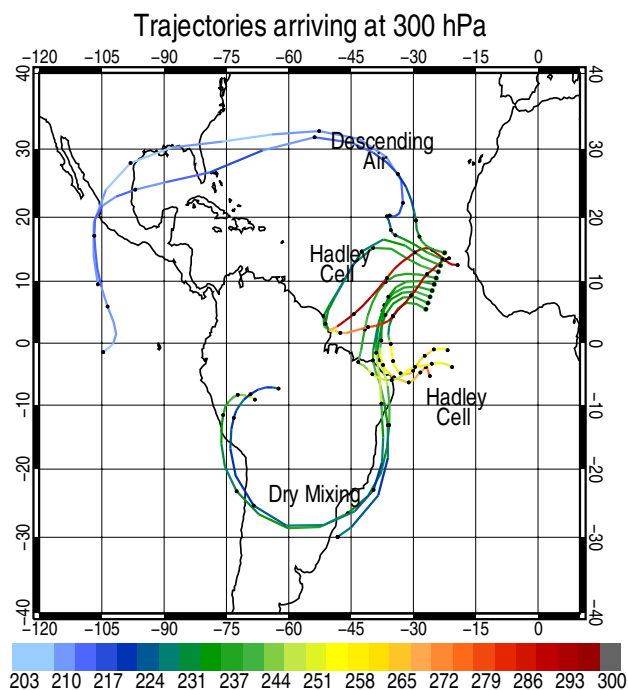 Trajectories arriving at 300 hPa
−120 −105 −90 −75 −60 −45 −30 −15 0
40 40
30 30
Descending
Air
20 20
Hadley
Cell
10 10
0 0
Hadley
Cell
−10 −10
−20 −20
Dry Mixing
−30 −30
−40 −40
−120 −105 −90 −75 −60 −45 −30 −15 0
203 210 217 224 231 237 244 251 258 265 272 279 286 293 300